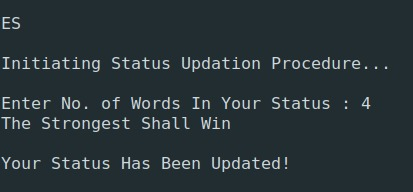 ES
Initiating Status Updation Procedure...
Enter No. of Words In Your Status : 4
The Strongest Shall Win
Your Status Has Been Updated!